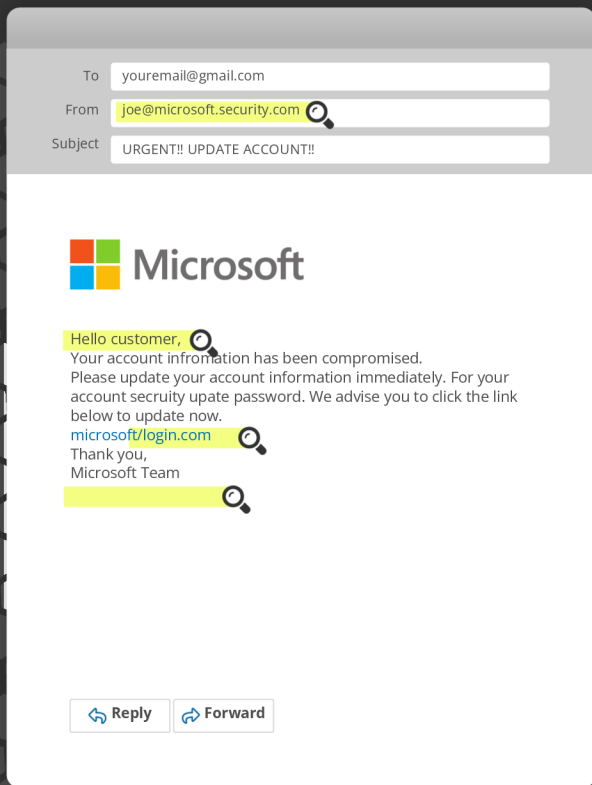 To youremail@gmail.com
From joe@microsoft.security.com
Subject URGENT!! UPDATE ACCOUNT!!
Microsoft
Hello customer,
Your account infromation has been compromised.
Please update your account information immediately. For your
account secruity upate password. We advise you to click the link
below to update now.
microsoft/login.com
Thank you,
Microsoft Team
Reply Forward